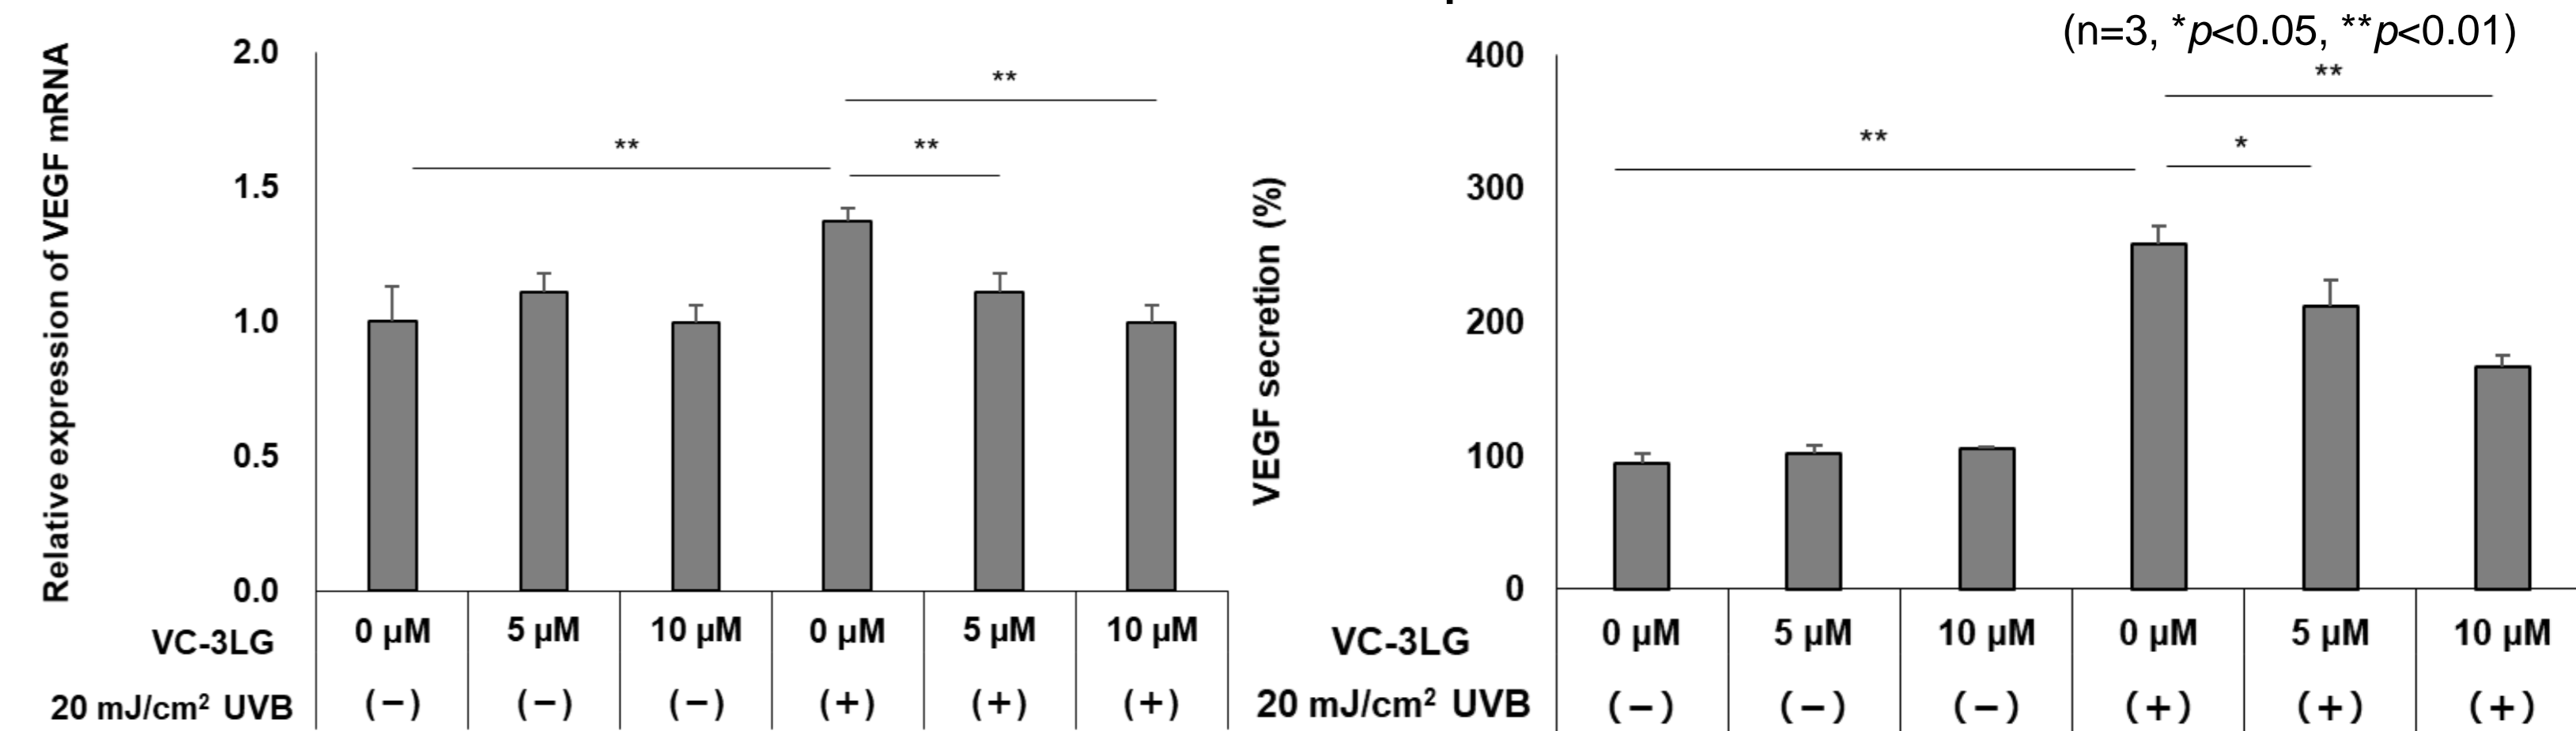 (n=3, *p<0.05, **p<0.01)
Relative expression of VEGF mRNA
2.0
1.5
1.0
0.5
0.0
**
**
**
VC-3LG 0 µM 5 µM 10 µM 0 µM 5 µM 10 µM
20 mJ/cm² UVB (−) (−) (−) (+) (+) (+)
VEGF secretion (%)
400
300
200
100
0
**
**
*
VC-3LG 0 µM 5 µM 10 µM 0 µM 5 µM 10 µM
20 mJ/cm² UVB (−) (−) (−) (+) (+) (+)